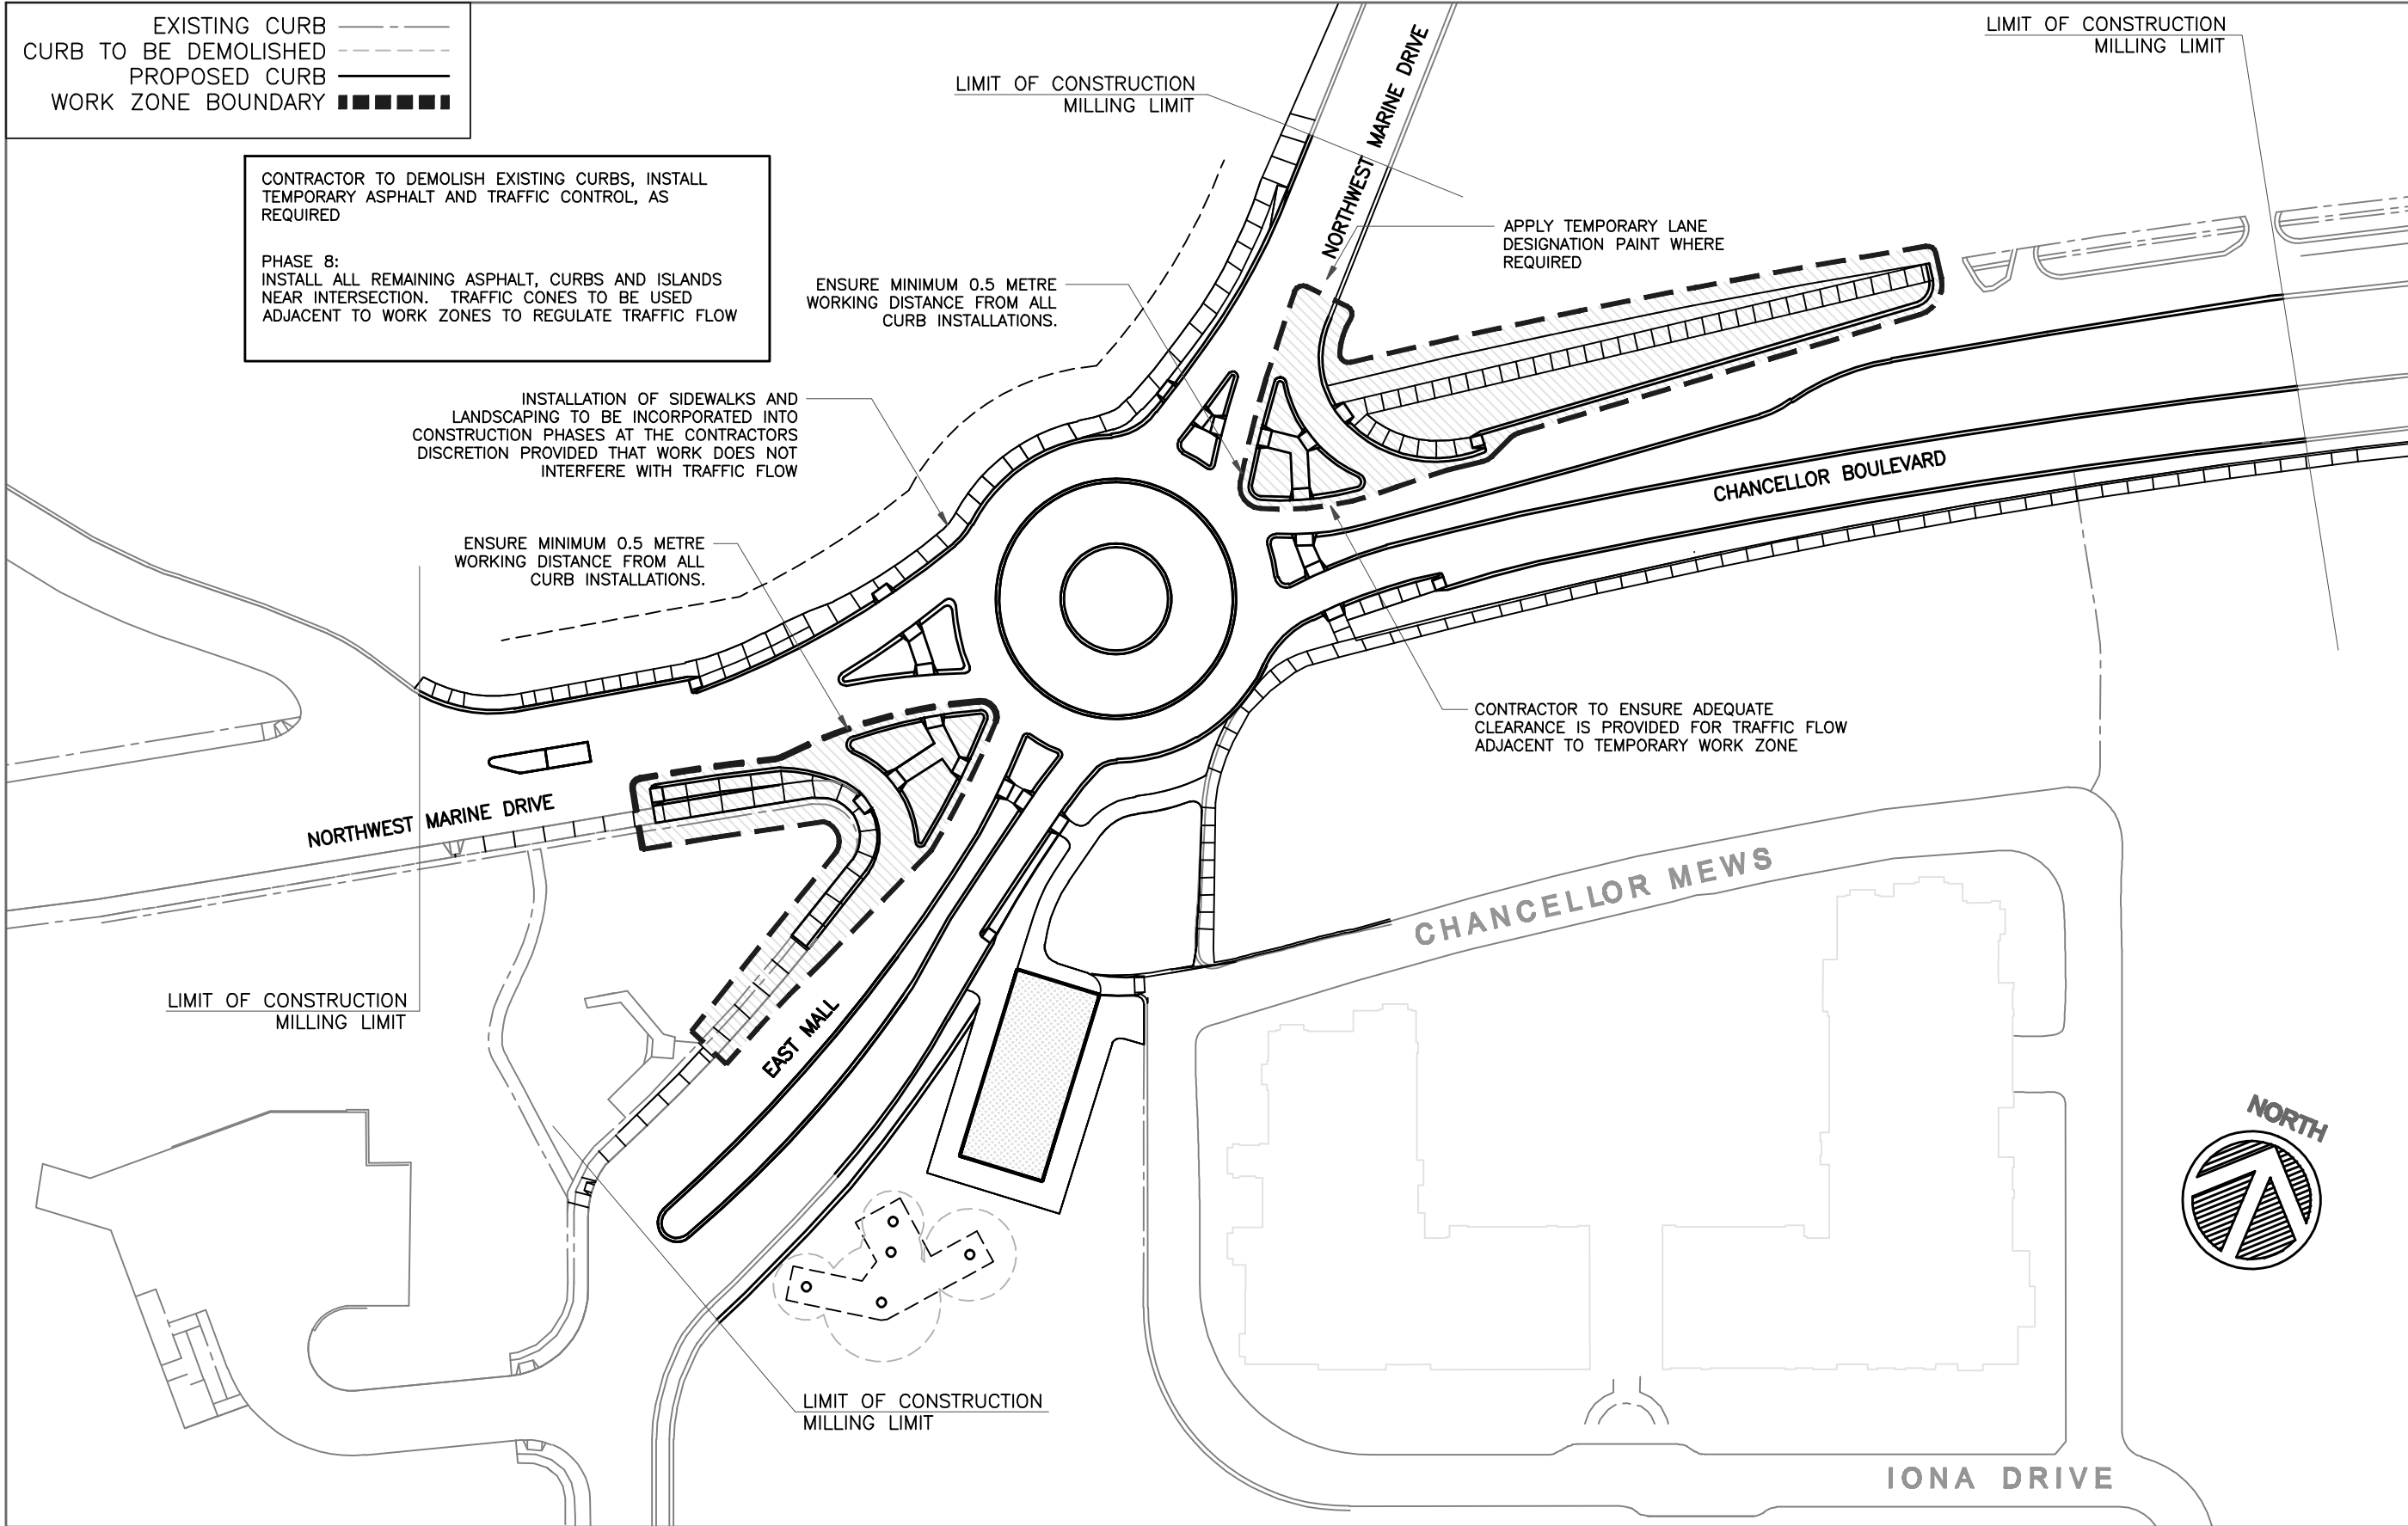 EXISTING CURB
CURB TO BE DEMOLISHED
PROPOSED CURB
WORK ZONE BOUNDARY
CONTRACTOR TO DEMOLISH EXISTING CURBS, INSTALL
TEMPORARY ASPHALT AND TRAFFIC CONTROL, AS
REQUIRED
PHASE 8:
INSTALL ALL REMAINING ASPHALT, CURBS AND ISLANDS
NEAR INTERSECTION. TRAFFIC CONES TO BE USED
ADJACENT TO WORK ZONES TO REGULATE TRAFFIC FLOW
LIMIT OF CONSTRUCTION
MILLING LIMIT
NORTHWEST MARINE DRIVE
LIMIT OF CONSTRUCTION
MILLING LIMIT
APPLY TEMPORARY LANE
DESIGNATION PAINT WHERE
REQUIRED
ENSURE MINIMUM 0.5 METRE
WORKING DISTANCE FROM ALL
CURB INSTALLATIONS.
INSTALLATION OF SIDEWALKS AND
LANDSCAPING TO BE INCORPORATED INTO
CONSTRUCTION PHASES AT THE CONTRACTORS
DISCRETION PROVIDED THAT WORK DOES NOT
INTERFERE WITH TRAFFIC FLOW
CHANCELLOR BOULEVARD
ENSURE MINIMUM 0.5 METRE
WORKING DISTANCE FROM ALL
CURB INSTALLATIONS.
CONTRACTOR TO ENSURE ADEQUATE
CLEARANCE IS PROVIDED FOR TRAFFIC FLOW
ADJACENT TO TEMPORARY WORK ZONE
NORTHWEST MARINE DRIVE
CHANCELLOR MEWS
LIMIT OF CONSTRUCTION
MILLING LIMIT
EAST MALL
NORTH
LIMIT OF CONSTRUCTION
MILLING LIMIT
IONA DRIVE